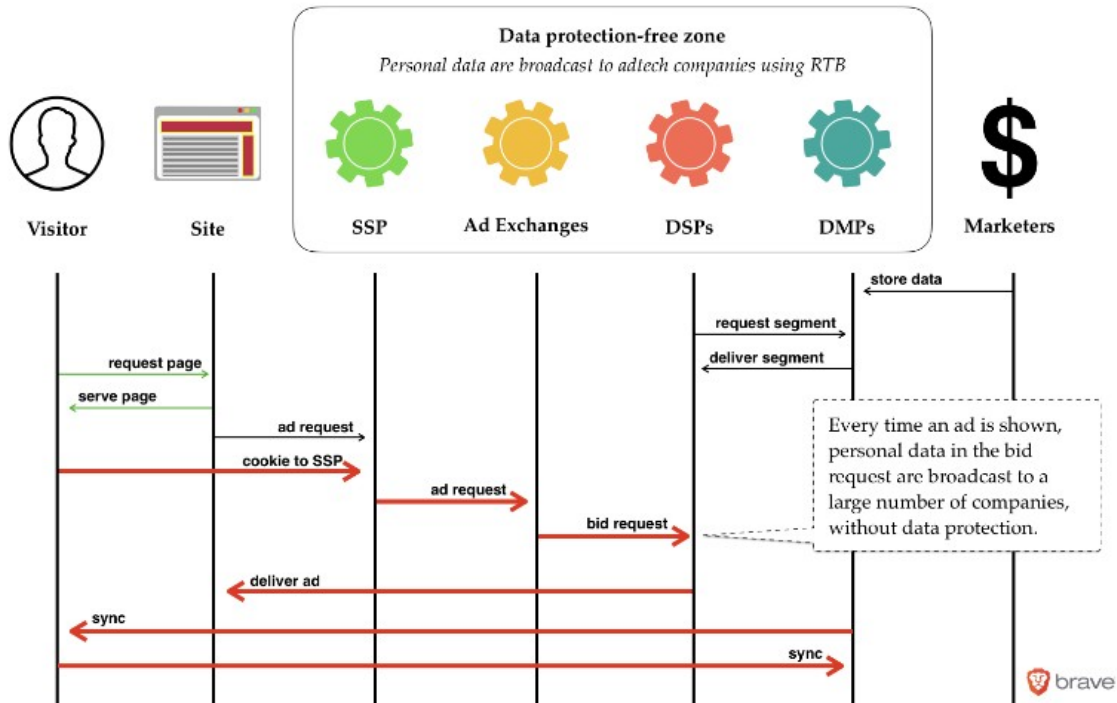 Data protection-free zone
Personal data are broadcast to adtech companies using RTB
Visitor
Site
SSP
Ad Exchanges
DSPs
DMPs
Marketers
store data
request segment
deliver segment
request page
serve page
ad request
cookie to SSP
ad request
bid request
Every time an ad is shown,
personal data in the bid
request are broadcast to a
large number of companies,
without data protection.
deliver ad
sync
sync
brave